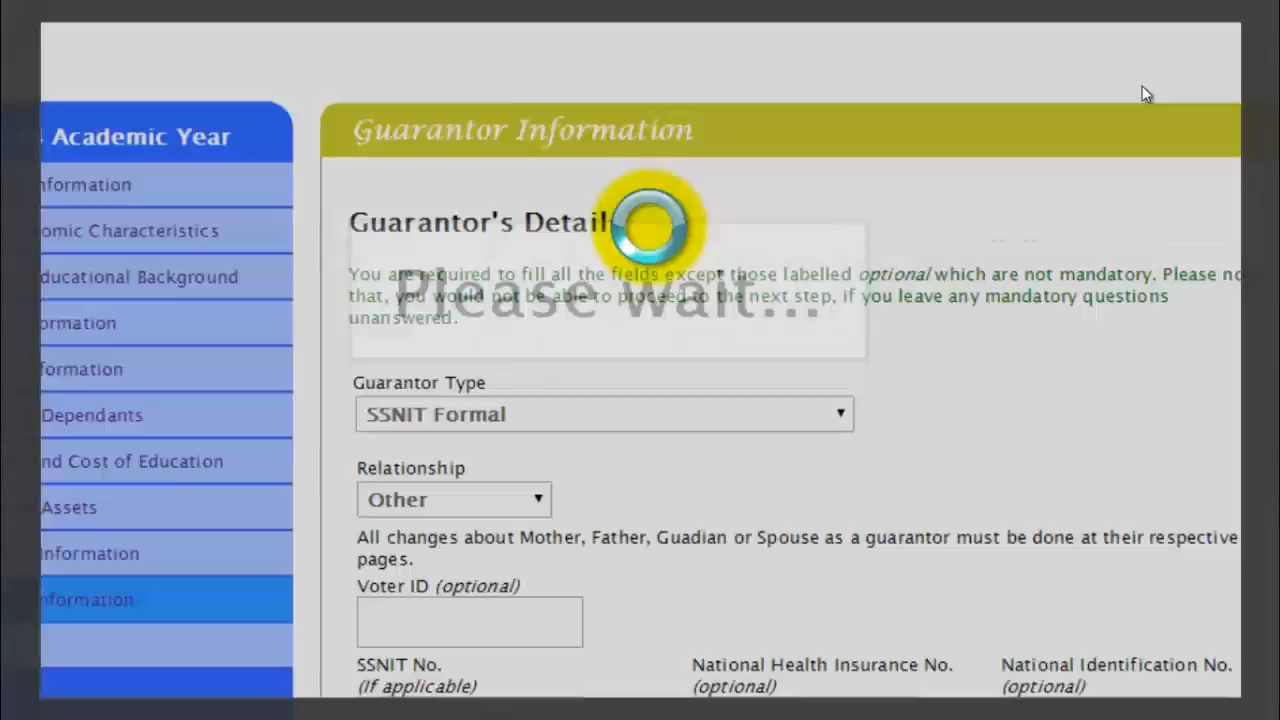 Academic Year
Guarantor Information
nformation
omic Characteristics
ducational Background
ormation
formation
Dependants
nd Cost of Education
Assets
Information
nformation
Guarantor's Detail
You are required to fill all the fields except those labelled optional which are not mandatory. Please no
that, you would not be able to proceed to the next step, if you leave any mandatory questions
unanswered.
Please wait...
Guarantor Type
SSNIT Formal
Relationship
Other
All changes about Mother, Father, Guadian or Spouse as a guarantor must be done at their respective
pages.
Voter ID (optional)
SSNIT No. National Health Insurance No. National Identification No.
(If applicable) (optional) (optional)